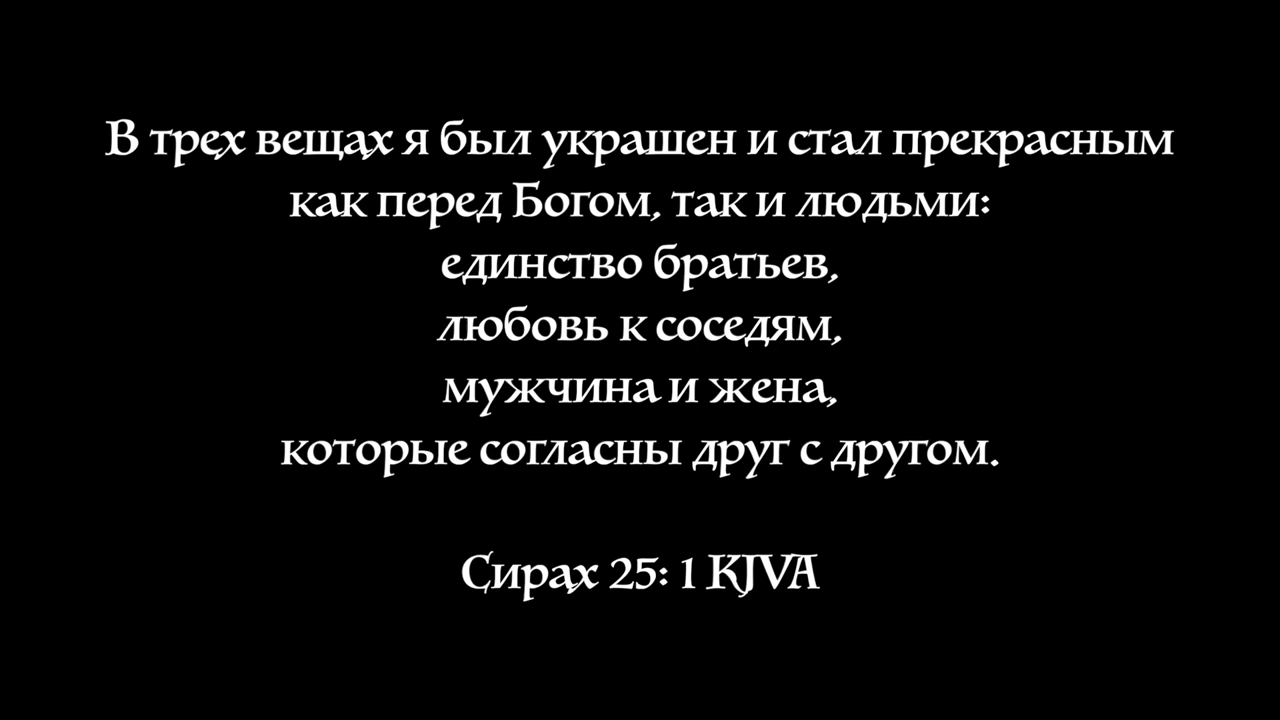 В трех вещах я был украшен и стал прекрасным
как перед Богом, так и людьми:
единство братьев,
любовь к соседям,
мужчина и жена,
которые согласны друг с другом.
Сирах 25: 1 KJVA